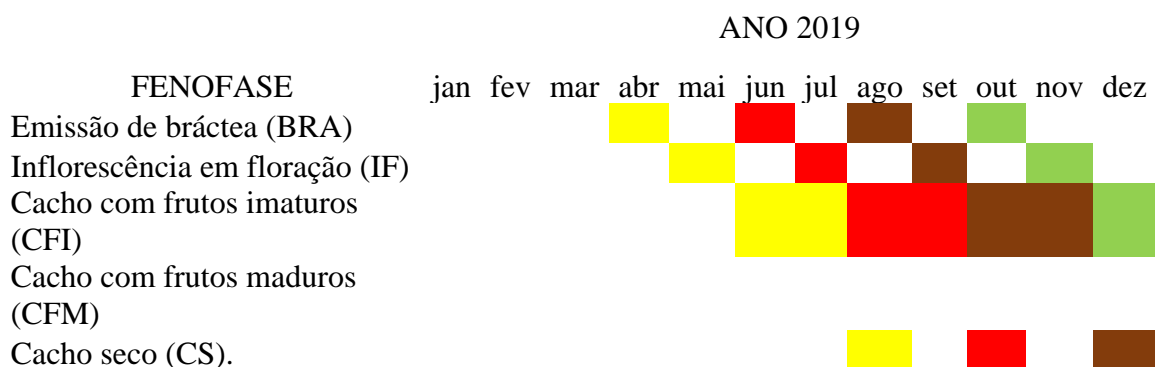 ANO 2019
FENOFASE jan fev mar abr mai jun jul ago set out nov dez
Emissão de bráctea (BRA)
Inflorescência em floração (IF)
Cacho com frutos imaturos
(CFI)
Cacho com frutos maduros
(CFM)
Cacho seco (CS).